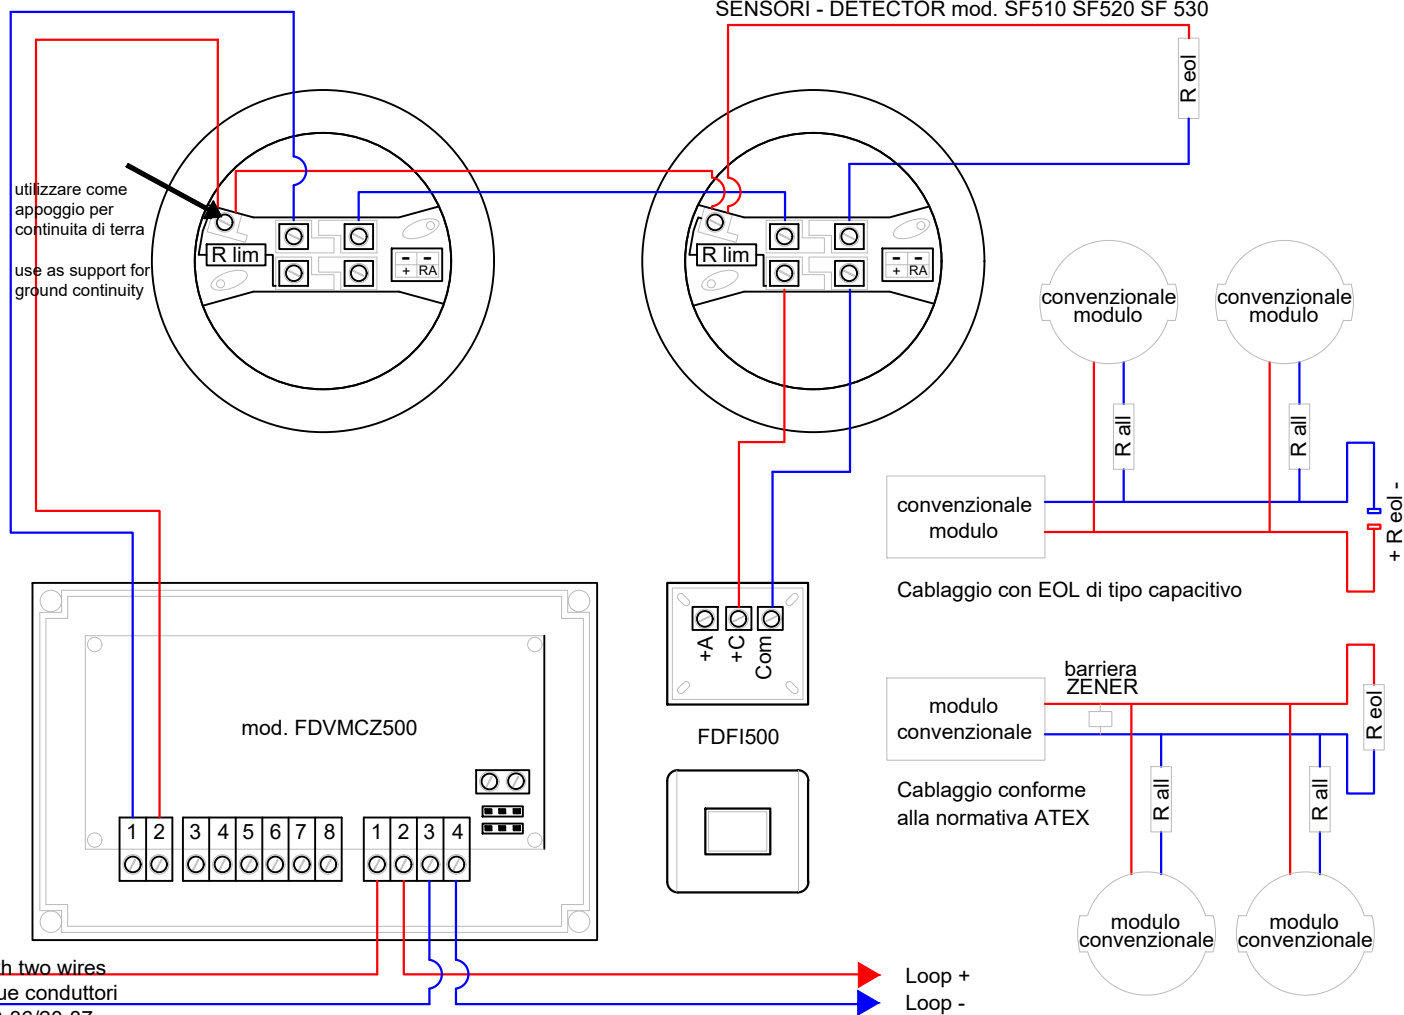 SENSORI - DETECTOR mod. SF510 SF520 SF 530
R eol
utilizzare come
appoggio per
continuita di terra
use as support for
ground continuity
R lim
- -
+ RA
R lim
- -
+ RA
convenzionale
modulo
convenzionale
modulo
R all
R all
convenzionale
modulo
+ R eol -
Cablaggio con EOL di tipo capacitivo
+A
+C
Com
FDFI500
mod. FDVMCZ500
1 2 3 4 5 6 7 8 1 2 3 4
barriera
ZENER
modulo
convenzionale
R eol
Cablaggio conforme
alla normativa ATEX
R all
R all
modulo
convenzionale
modulo
convenzionale
two wires
conduttori
Loop +
Loop -